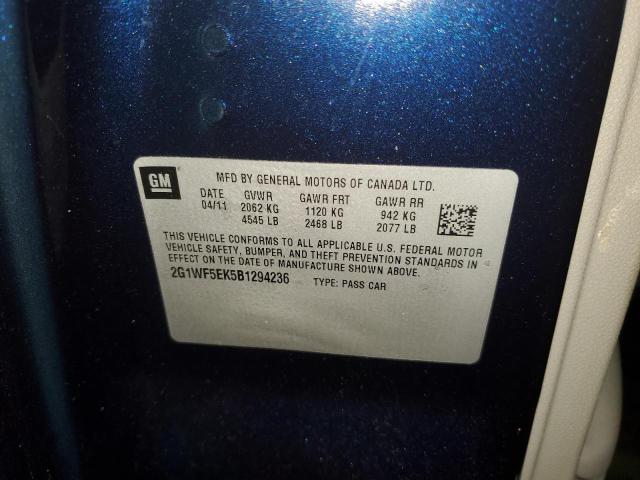 GM
MFD BY GENERAL MOTORS OF CANADA LTD.
DATE GVWR GAWR FRT GAWR RR
04/11 2062 KG 1120 KG 942 KG
4545 LB 2468 LB 2077 LB
THIS VEHICLE CONFORMS TO ALL APPLICABLE U.S. FEDERAL MOTOR
VEHICLE SAFETY, BUMPER, AND THEFT PREVENTION STANDARDS IN
EFFECT ON THE DATE OF MANUFACTURE SHOWN ABOVE.
2G1WF5EK5B1294236 TYPE: PASS CAR